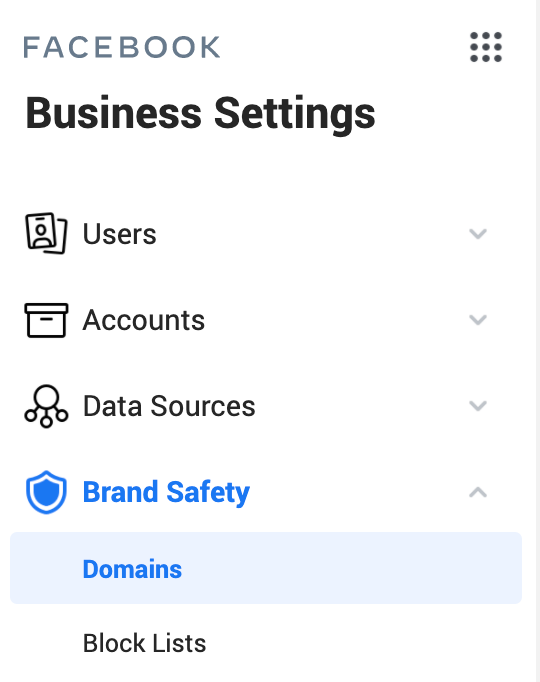 FACEBOOK
Business Settings
Users
Accounts
Data Sources
Brand Safety
Domains
Block Lists